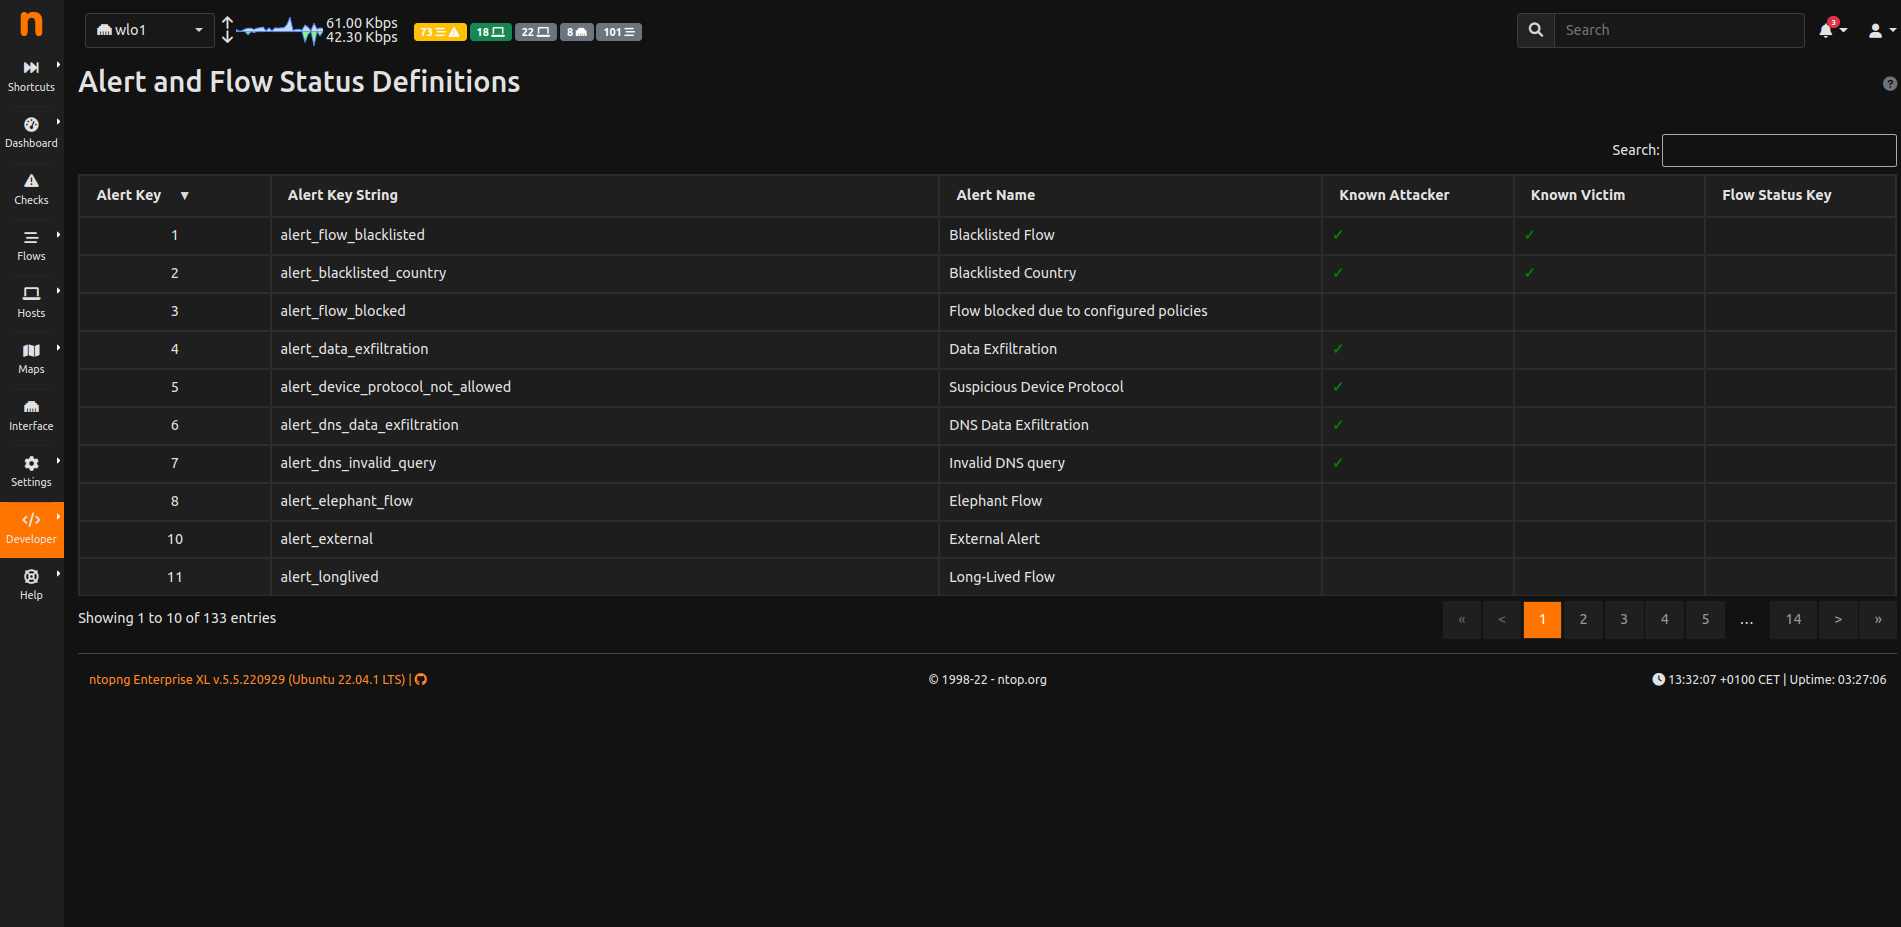 n
wlo1
61.00 Kbps
42.30 Kbps
73
18
22
8
101
Search
3
Shortcuts
Dashboard
Checks
Flows
Hosts
Maps
Interface
Settings
</>
Developer
Help
Alert and Flow Status Definitions
?
Search:
Alert Key ▼ Alert Key String Alert Name Known Attacker Known Victim Flow Status Key
1 alert_flow_blacklisted Blacklisted Flow ✓ ✓
2 alert_blacklisted_country Blacklisted Country ✓ ✓
3 alert_flow_blocked Flow blocked due to configured policies
4 alert_data_exfiltration Data Exfiltration ✓
5 alert_device_protocol_not_allowed Suspicious Device Protocol ✓
6 alert_dns_data_exfiltration DNS Data Exfiltration ✓
7 alert_dns_invalid_query Invalid DNS query ✓
8 alert_elephant_flow Elephant Flow
10 alert_external External Alert
11 alert_longlived Long-Lived Flow
Showing 1 to 10 of 133 entries
« < 1 2 3 4 5 ... 14 > »
ntopng Enterprise XL v.5.5.220929 (Ubuntu 22.04.1 LTS) |
© 1998-22 - ntop.org
13:32:07 +0100 CET | Uptime: 03:27:06